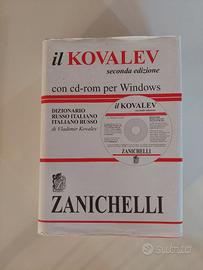 il KOVALEV
seconda edizione
con cd-rom per Windows
DIZIONARIO
RUSSO ITALIANO
ITALIANO RUSSO
di Vladimir Kovalev
il KOVALEV
ZANICHELLI
ZANICHELLI
Subito